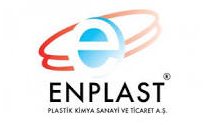 e
ENPLAST®
PLASTİK KİMYA SANAYİ VE TİCARET A.Ş.